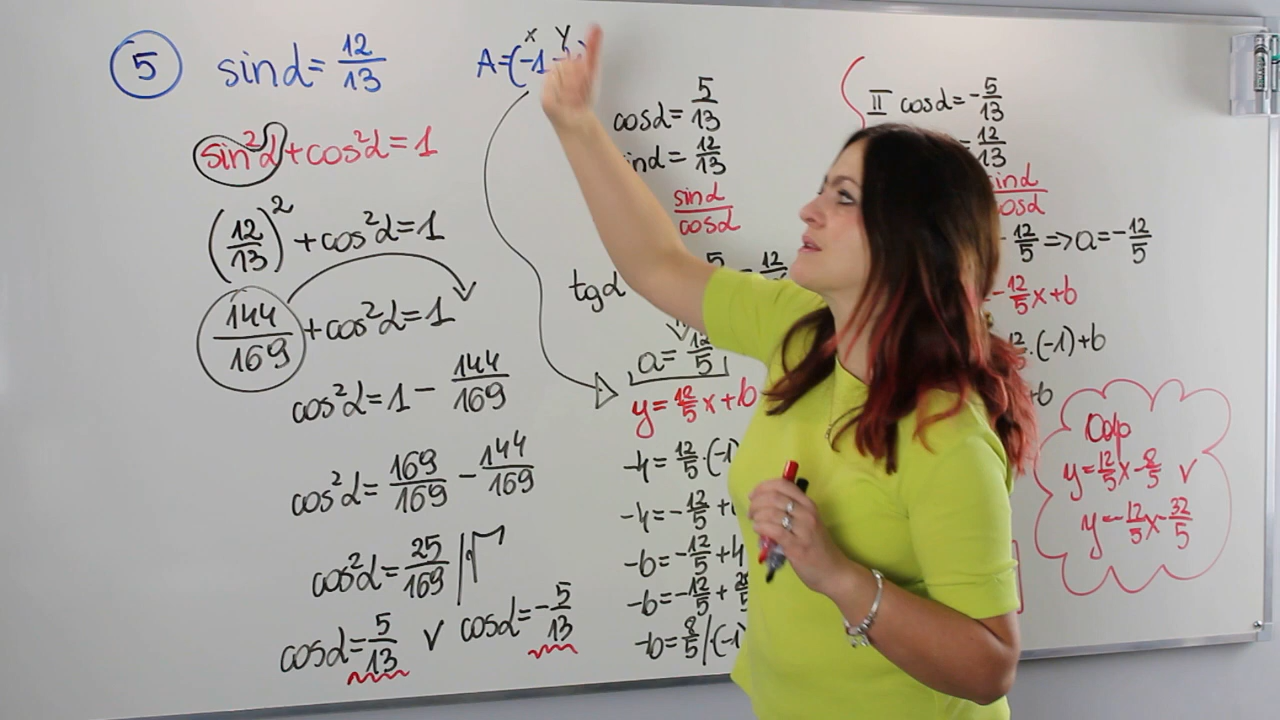 5 sinα = 12/13
x y
A=(-1
sin²α+cos²α=1
(12/13)²+cos²α=1
144/169+cos²α=1
cos²α=1-144/169
cos²α=169/169-144/169
cos²α=25/169 |√
cosα=5/13 ∨ cosα=-5/13
cosα=5/13
inα=12/13
sinα/cosα
tgα
12
a=12/5
y=12/5x+b
-4=12/5·(-1)
-4=-12/5+
-b=-12/5+4
-b=-12/5+
-b=8/5|·(-1)
II cosα=-5/13
=12/13
inα/osα
-12/5=>a=-12/5
-12/5x+b
·(-1)+b
+b
Odp
y=12/5x-8/5 ∨
y=-12/5x-32/5